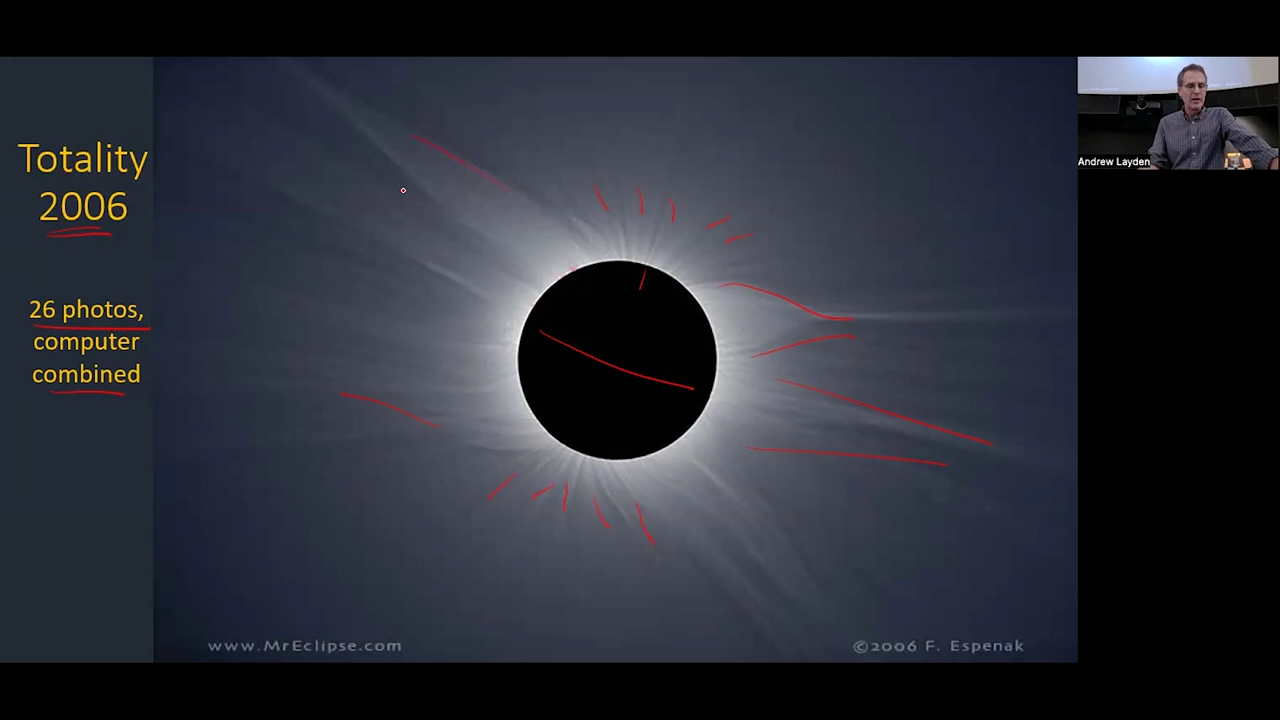 Totality
2006
26 photos,
computer
combined
www.MrEclipse.com
©2006 F. Espenak
Andrew Layden